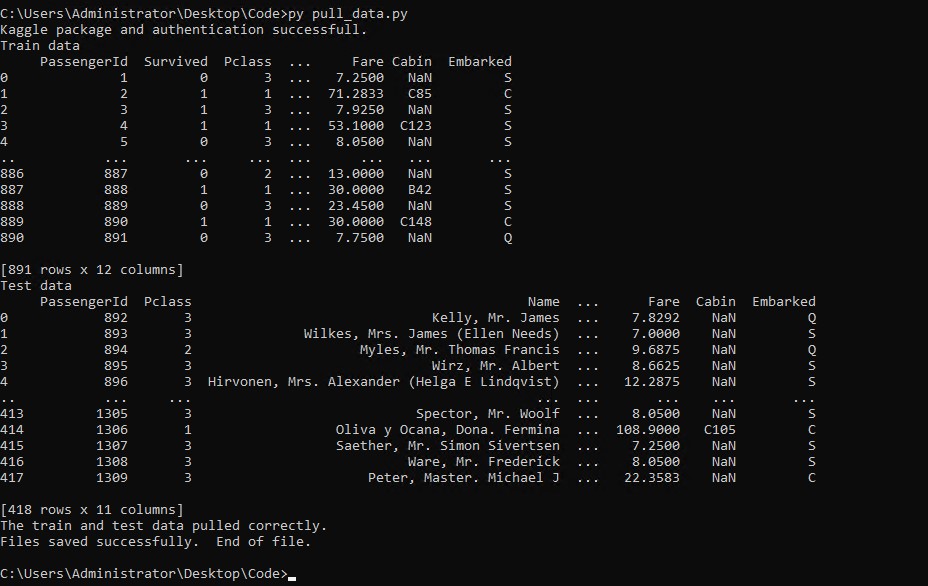 C:\Users\Administrator\Desktop\Code>py pull_data.py
Kaggle package and authentication successfull.
Train data
     PassengerId  Survived  Pclass  ...     Fare Cabin  Embarked
0              1         0       3  ...   7.2500   NaN         S
1              2         1       1  ...  71.2833   C85         C
2              3         1       3  ...   7.9250   NaN         S
3              4         1       1  ...  53.1000  C123         S
4              5         0       3  ...   8.0500   NaN         S
..           ...       ...     ...  ...      ...   ...       ...
886          887         0       2  ...  13.0000   NaN         S
887          888         1       1  ...  30.0000   B42         S
888          889         0       3  ...  23.4500   NaN         S
889          890         1       1  ...  30.0000  C148         C
890          891         0       3  ...   7.7500   NaN         Q
[891 rows x 12 columns]
Test data
     PassengerId  Pclass                                          Name  ...      Fare  Cabin  Embarked
0            892       3                              Kelly, Mr. James  ...    7.8292    NaN         Q
1            893       3              Wilkes, Mrs. James (Ellen Needs)  ...    7.0000    NaN         S
2            894       2                     Myles, Mr. Thomas Francis  ...    9.6875    NaN         Q
3            895       3                              Wirz, Mr. Albert  ...    8.6625    NaN         S
4            896       3  Hirvonen, Mrs. Alexander (Helga E Lindqvist)  ...   12.2875    NaN         S
..           ...     ...                                           ...  ...       ...    ...       ...
413         1305       3                            Spector, Mr. Woolf  ...    8.0500    NaN         S
414         1306       1                  Oliva y Ocana, Dona. Fermina  ...  108.9000   C105         C
415         1307       3                  Saether, Mr. Simon Sivertsen  ...    7.2500    NaN         S
416         1308       3                           Ware, Mr. Frederick  ...    8.0500    NaN         S
417         1309       3                      Peter, Master. Michael J  ...   22.3583    NaN         C
[418 rows x 11 columns]
The train and test data pulled correctly.
Files saved successfully.  End of file.
C:\Users\Administrator\Desktop\Code>